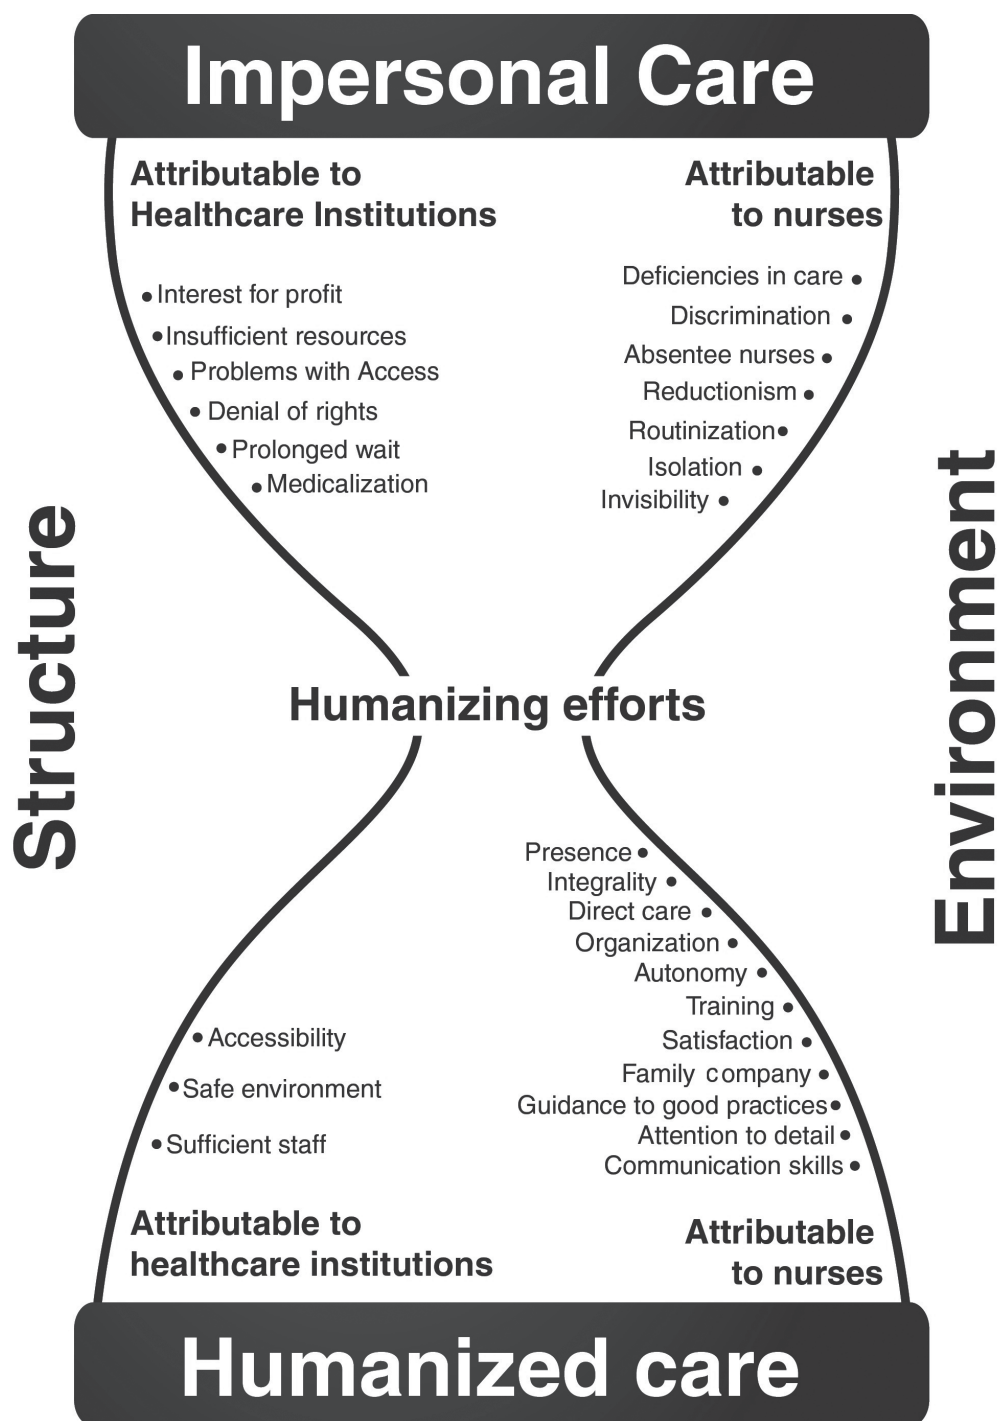 Impersonal Care
Attributable to
Healthcare Institutions
• Interest for profit
• Insufficient resources
• Problems with Access
• Denial of rights
• Prolonged wait
• Medicalization
Attributable
to nurses
Deficiencies in care •
Discrimination •
Absentee nurses •
Reductionism •
Routinization •
Isolation •
Invisibility •
Structure
Humanizing efforts
Environment
• Accessibility
• Safe environment
• Sufficient staff
Attributable to
healthcare institutions
Presence •
Integrality •
Direct care •
Organization •
Autonomy •
Training •
Satisfaction •
Family company •
Guidance to good practices •
Attention to detail •
Communication skills •
Attributable
to nurses
Humanized care